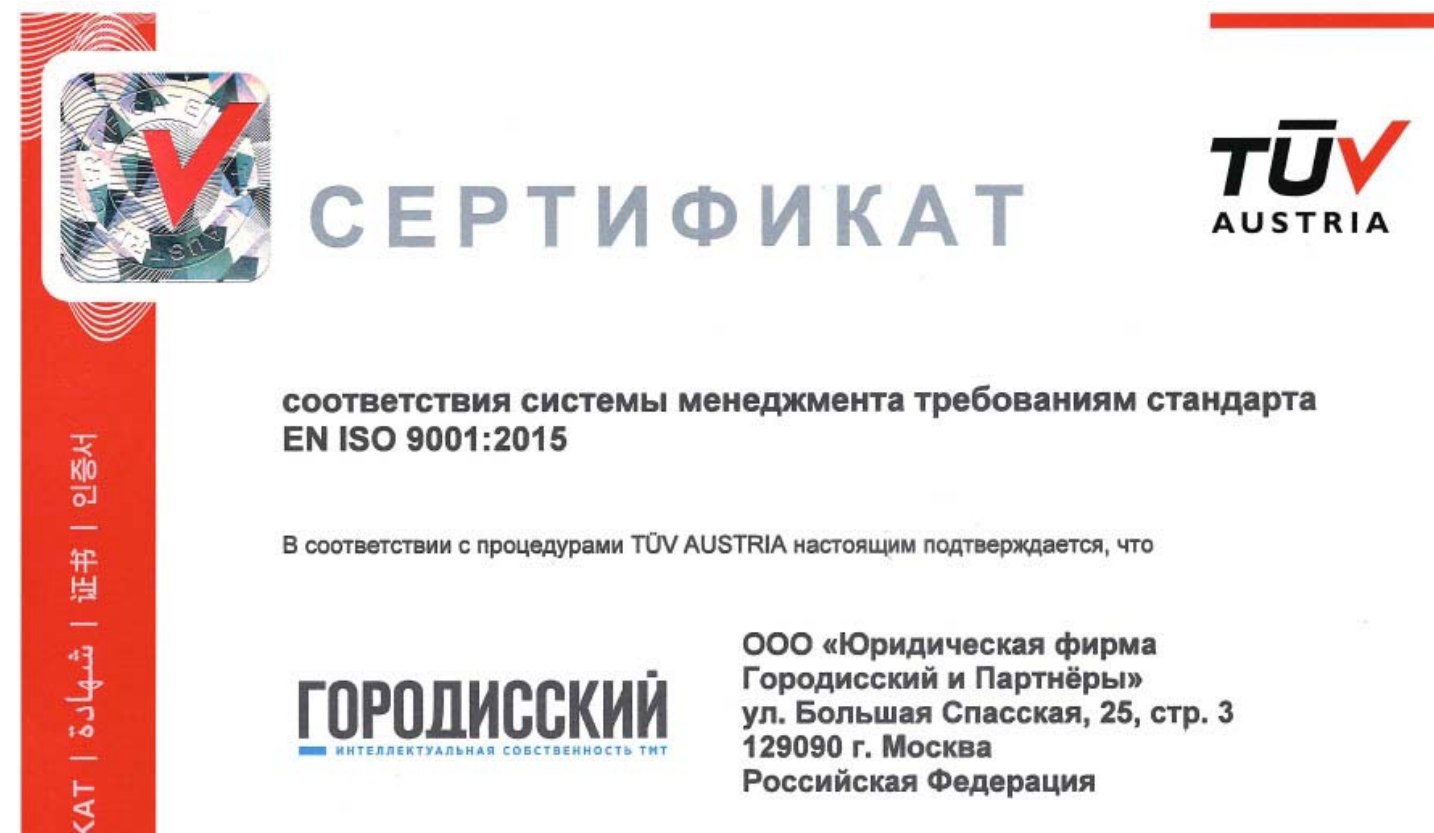 СЕРТИФИКАТ
TÜV
AUSTRIA
соответствия системы менеджмента требованиям стандарта
EN ISO 9001:2015
В соответствии с процедурами TÜV AUSTRIA настоящим подтверждается, что
ГОРОДИССКИЙ
ИНТЕЛЛЕКТУАЛЬНАЯ СОБСТВЕННОСТЬ ТМТ
ООО «Юридическая фирма
Городисский и Партнёры»
ул. Большая Спасская, 25, стр. 3
129090 г. Москва
Российская Федерация
| شهادة | 证书 | 인증서